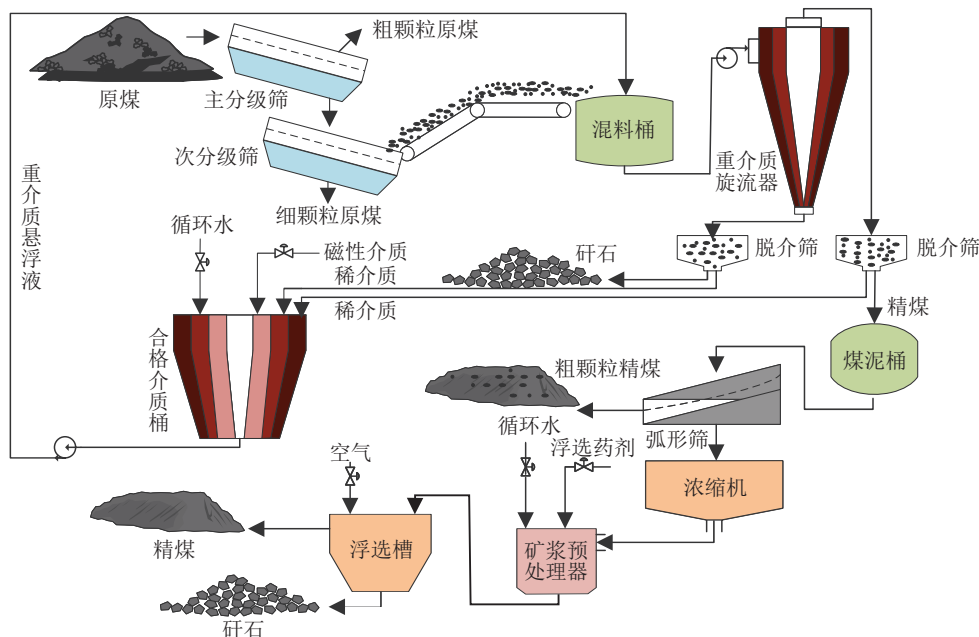 粗颗粒原煤
原煤
主分级筛
混料桶
次分级筛
重介质
旋流器
重介质悬浮液
细颗粒原煤
循环水
磁性介质
矸石
脱介筛
脱介筛
稀介质
稀介质
精煤
合格介质桶
煤泥桶
粗颗粒精煤
循环水
弧形筛
浮选药剂
空气
浓缩机
精煤
浮选槽
矿浆预
处理器
矸石